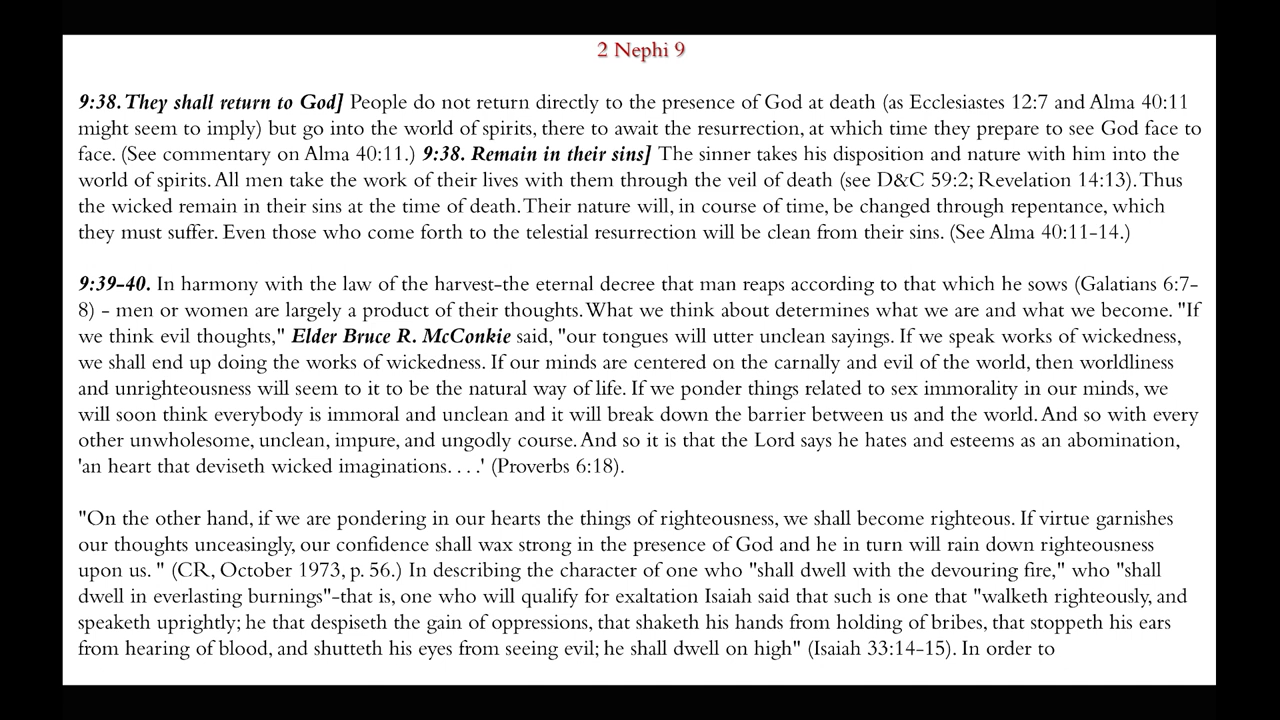 2 Nephi 9
9:38. They shall return to God] People do not return directly to the presence of God at death (as Ecclesiastes 12:7 and Alma 40:11
might seem to imply) but go into the world of spirits, there to await the resurrection, at which time they prepare to see God face to
face. (See commentary on Alma 40:11.) 9:38. Remain in their sins] The sinner takes his disposition and nature with him into the
world of spirits. All men take the work of their lives with them through the veil of death (see D&C 59:2; Revelation 14:13). Thus
the wicked remain in their sins at the time of death. Their nature will, in course of time, be changed through repentance, which
they must suffer. Even those who come forth to the telestial resurrection will be clean from their sins. (See Alma 40:11-14.)
9:39-40. In harmony with the law of the harvest-the eternal decree that man reaps according to that which he sows (Galatians 6:7-
8) - men or women are largely a product of their thoughts. What we think about determines what we are and what we become. "If
we think evil thoughts," Elder Bruce R. McConkie said, "our tongues will utter unclean sayings. If we speak works of wickedness,
we shall end up doing the works of wickedness. If our minds are centered on the carnally and evil of the world, then worldliness
and unrighteousness will seem to it to be the natural way of life. If we ponder things related to sex immorality in our minds, we
will soon think everybody is immoral and unclean and it will break down the barrier between us and the world. And so with every
other unwholesome, unclean, impure, and ungodly course. And so it is that the Lord says he hates and esteems as an abomination,
'an heart that deviseth wicked imaginations. . . .' (Proverbs 6:18).
"On the other hand, if we are pondering in our hearts the things of righteousness, we shall become righteous. If virtue garnishes
our thoughts unceasingly, our confidence shall wax strong in the presence of God and he in turn will rain down righteousness
upon us. " (CR, October 1973, p. 56.) In describing the character of one who "shall dwell with the devouring fire," who "shall
dwell in everlasting burnings"-that is, one who will qualify for exaltation Isaiah said that such is one that "walketh righteously, and
speaketh uprightly; he that despiseth the gain of oppressions, that shaketh his hands from holding of bribes, that stoppeth his ears
from hearing of blood, and shutteth his eyes from seeing evil; he shall dwell on high" (Isaiah 33:14-15). In order to